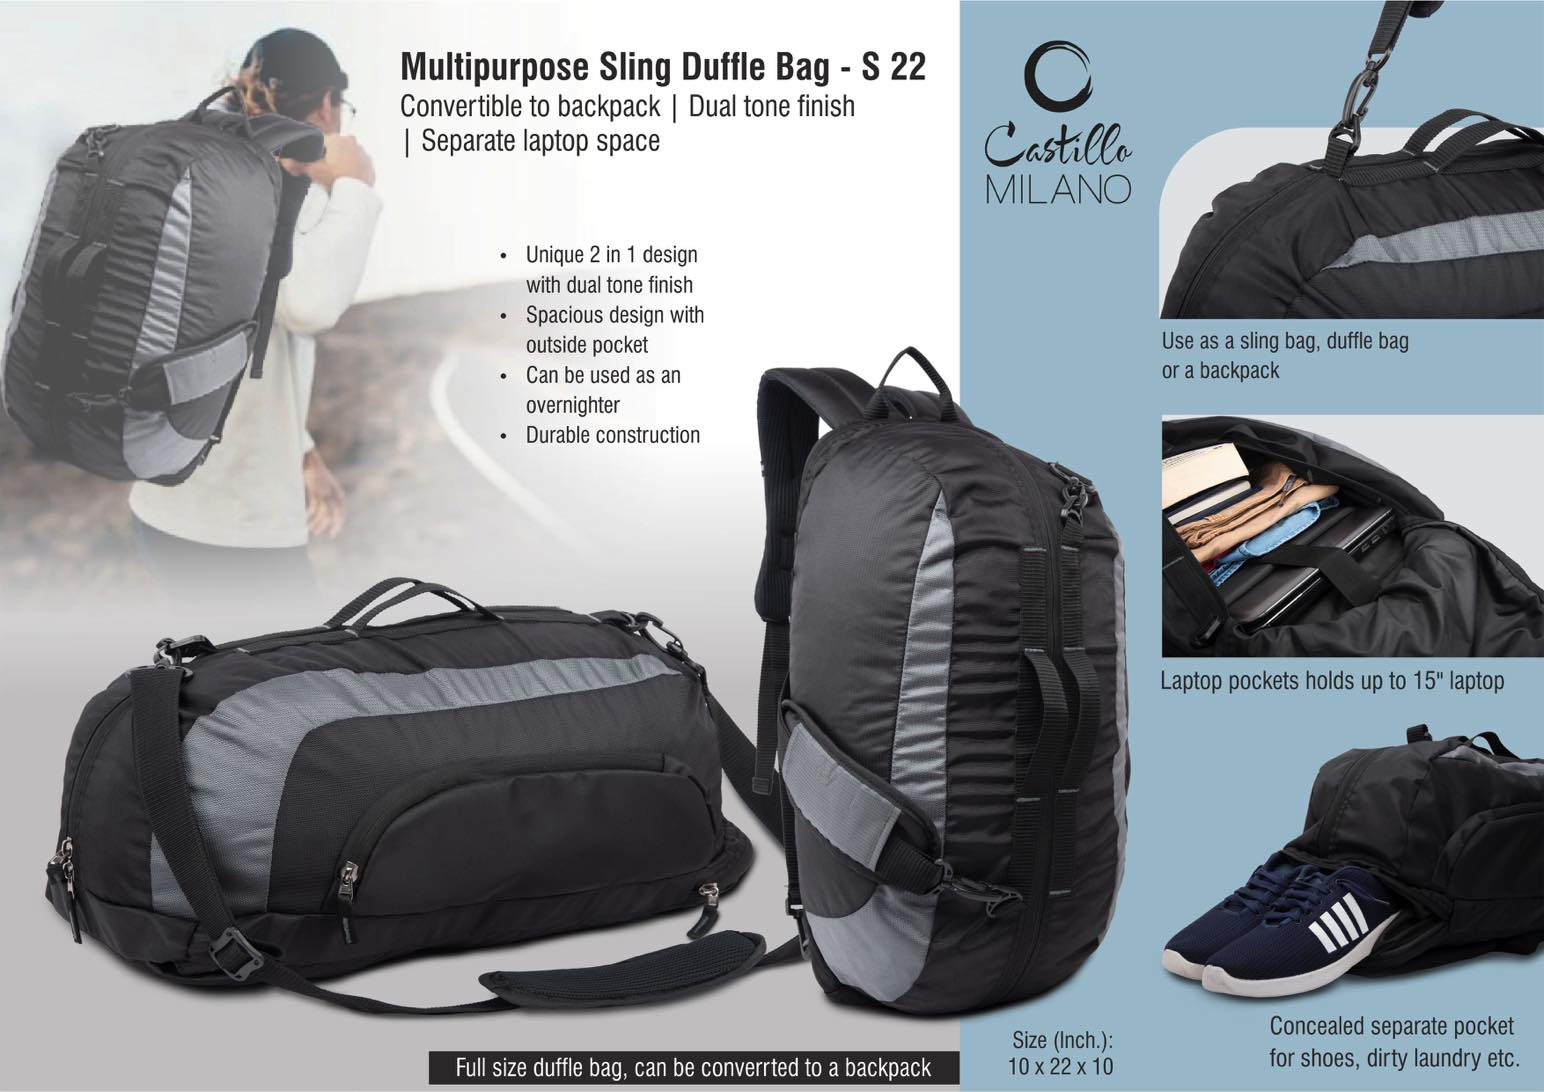 Multipurpose Sling Duffle Bag - S 22
Convertible to backpack | Dual tone finish
| Separate laptop space
• Unique 2 in 1 design
with dual tone finish
• Spacious design with
outside pocket
• Can be used as an
overnighter
• Durable construction
Castillo
MILANO
Use as a sling bag, duffle bag
or a backpack
Laptop pockets holds up to 15" laptop
Concealed separate pocket
for shoes, dirty laundry etc.
Size (Inch.):
10 x 22 x 10
Full size duffle bag, can be converrted to a backpack